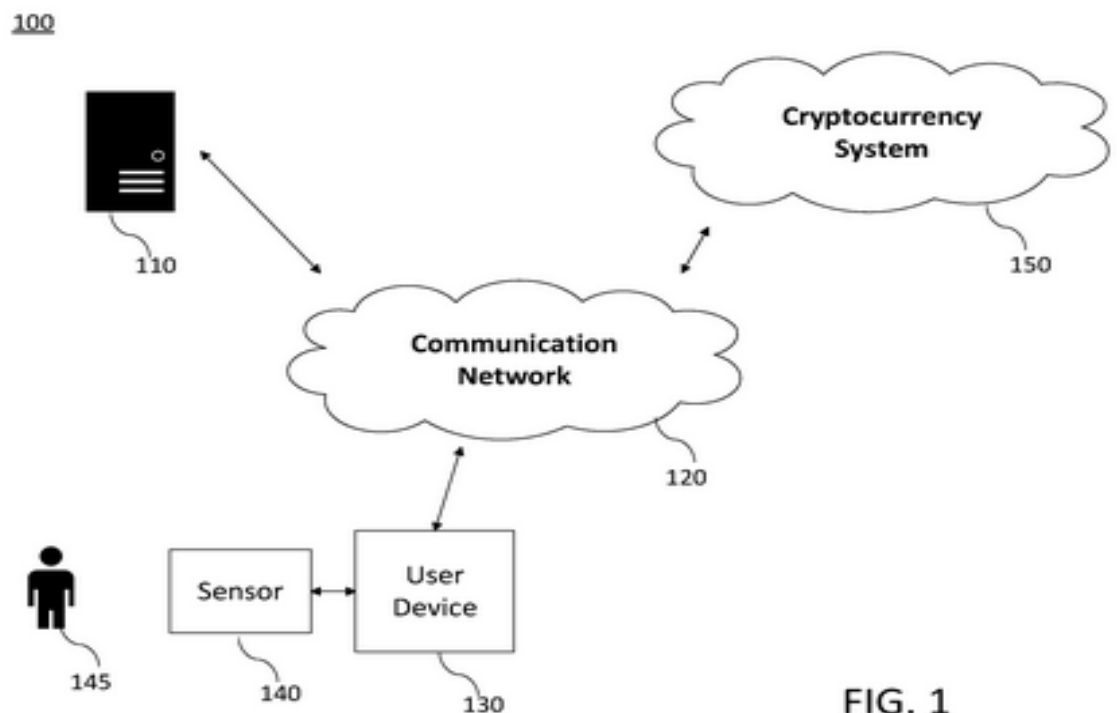 100
Cryptocurrency
System
110
150
Communication
Network
120
Sensor
User
Device
145
140
130
FIG. 1